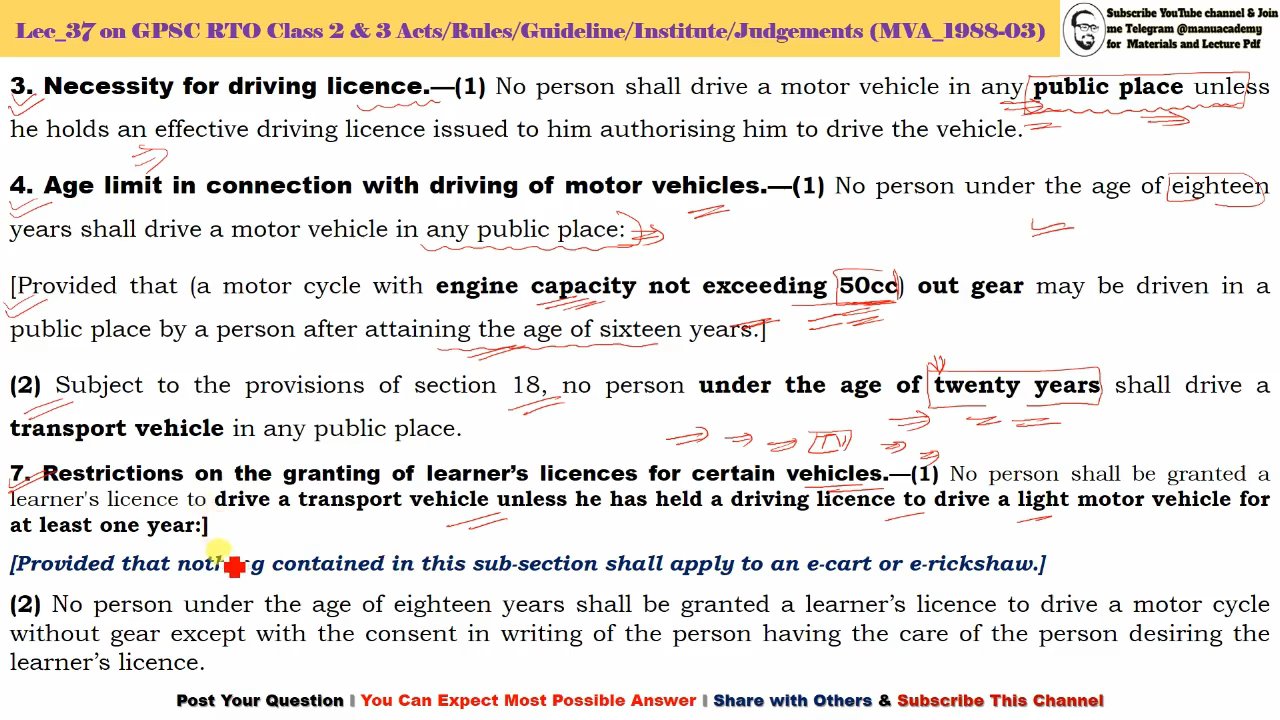 Lec_37 on GPSC RTO Class 2 & 3 Acts/Rules/Guideline/Institute/Judgements (MVA_1988-03)
Subscribe YouTube channel & Join
me Telegram @manuacademy
for Materials and Lecture Pdf
3. Necessity for driving licence.—(1) No person shall drive a motor vehicle in any public place unless
he holds an effective driving licence issued to him authorising him to drive the vehicle.
4. Age limit in connection with driving of motor vehicles.—(1) No person under the age of eighteen
years shall drive a motor vehicle in any public place:
[Provided that (a motor cycle with engine capacity not exceeding 50cc) out gear may be driven in a
public place by a person after attaining the age of sixteen years.]
(2) Subject to the provisions of section 18, no person under the age of twenty years shall drive a
transport vehicle in any public place.
TV
7. Restrictions on the granting of learner's licences for certain vehicles.—(1) No person shall be granted a
learner's licence to drive a transport vehicle unless he has held a driving licence to drive a light motor vehicle for
at least one year:]
[Provided that nothing contained in this sub-section shall apply to an e-cart or e-rickshaw.]
(2) No person under the age of eighteen years shall be granted a learner's licence to drive a motor cycle
without gear except with the consent in writing of the person having the care of the person desiring the
learner's licence.
Post Your Question | You Can Expect Most Possible Answer | Share with Others & Subscribe This Channel